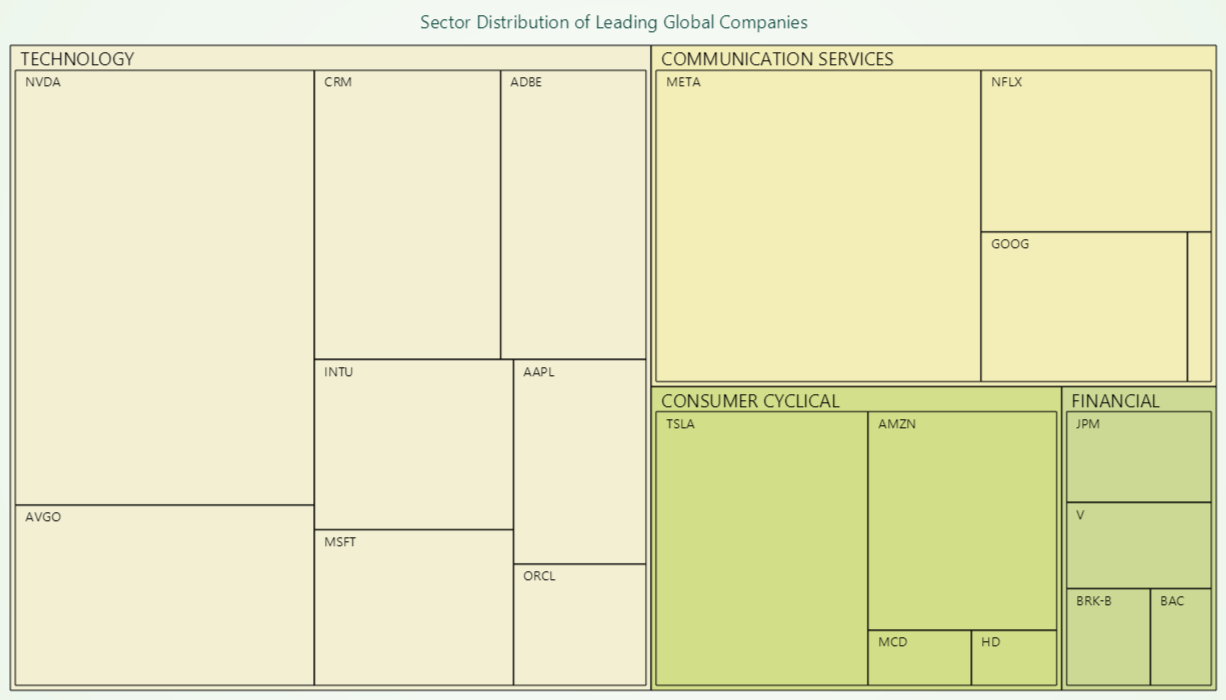 Sector Distribution of Leading Global Companies
TECHNOLOGY
NVDA
CRM
ADBE
INTU
AAPL
AVGO
MSFT
ORCL
COMMUNICATION SERVICES
META
NFLX
GOOG
CONSUMER CYCLICAL
TSLA
AMZN
MCD
HD
FINANCIAL
JPM
V
BRK-B
BAC